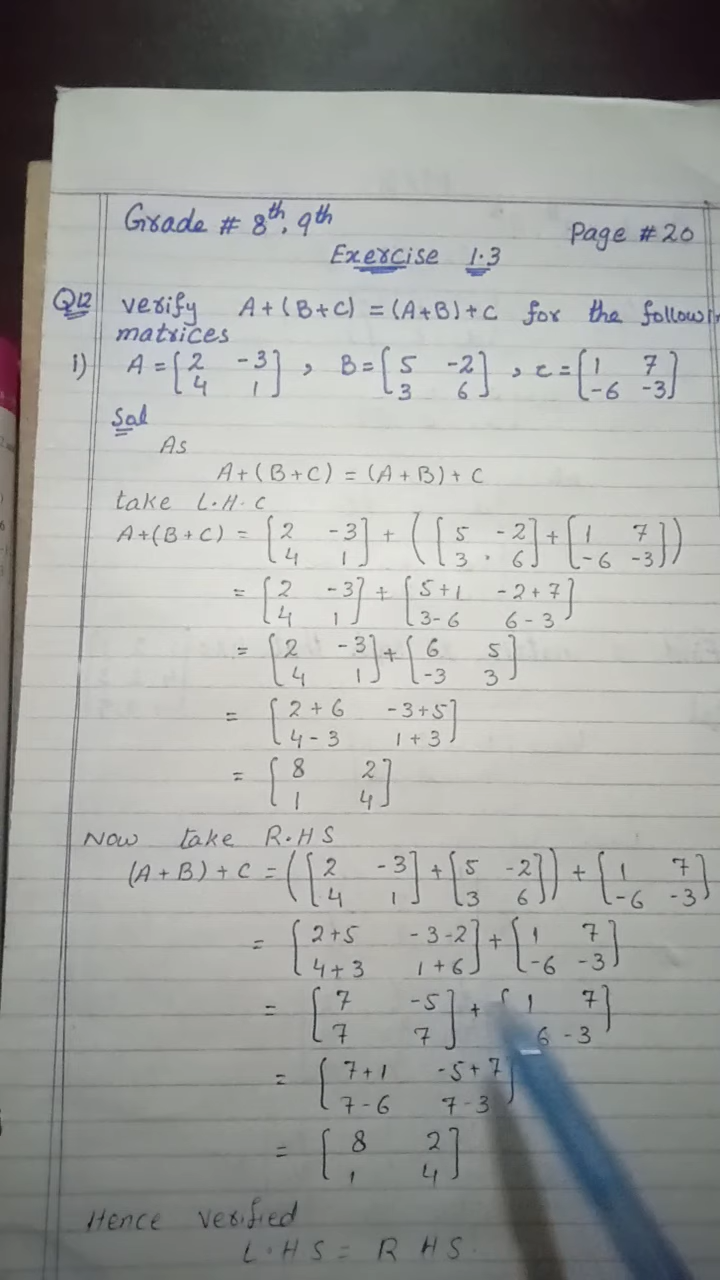 Grade # 8th, 9th Page # 20
Exercise 1.3
Q12 verify A+(B+C) = (A+B)+C for the
matrices
i) A = [2 -3; 4 1] , B = [5 -2; 3 6] , c = [1 7; -6 -3]
Sol
As
A+(B+C) = (A+B)+C
take L.H.C
A+(B+C) = [2 -3; 4 1] + ([5 -2; 3 . 6] + [1 7; -6 -3])
= [2 -3; 4 1] + [5+1 -2+7; 3-6 6-3]
= [2 -3; 4 1] + [6 5; -3 3]
= [2+6 -3+5; 4-3 1+3]
= [8 2; 1 4]
Now take R.H.S
(A+B)+C = ([2 -3; 4 1] + [5 -2; 3 6]) + [1 7; -6 -3]
= [2+5 -3-2; 4+3 1+6] + [1 7; -6 -3]
= [7 -5; 7 7] + [1 7; 6 -3]
= [7+1 -5+7; 7-6 7-3]
= [8 2; 1 4]
Hence verified
L.HS = R HS.